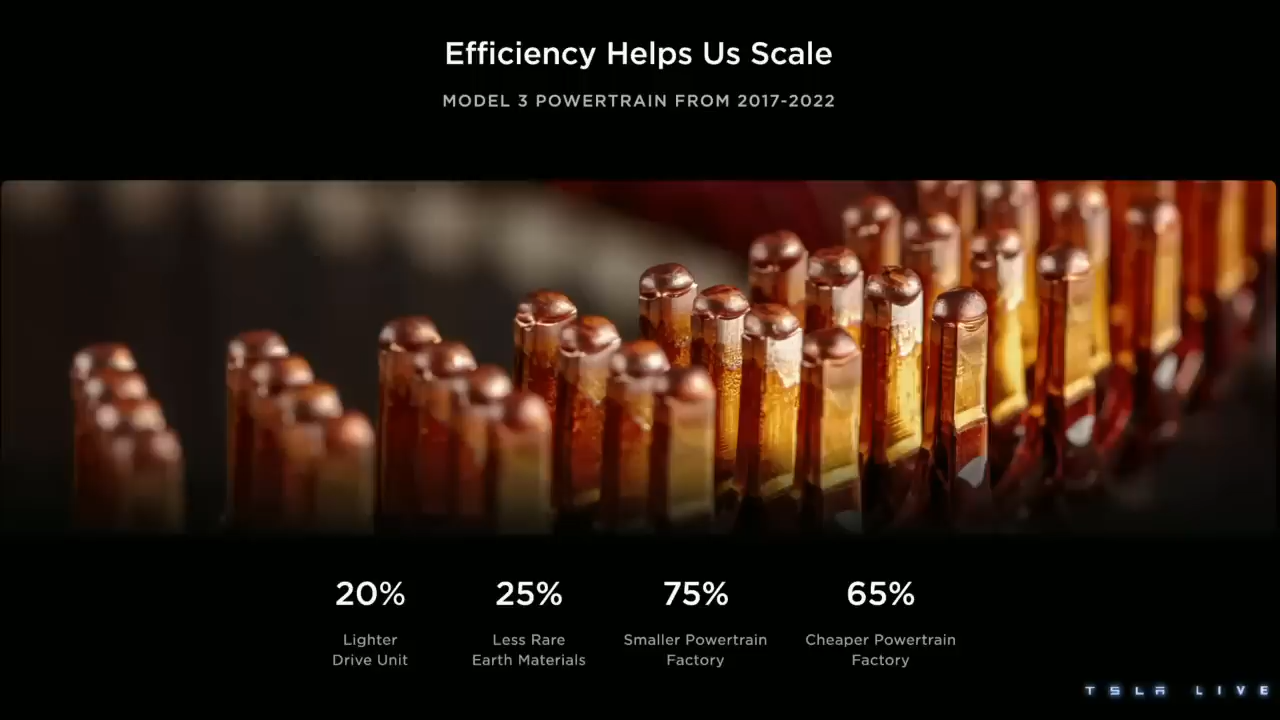 Efficiency Helps Us Scale
MODEL 3 POWERTRAIN FROM 2017-2022
20%
Lighter
Drive Unit
25%
Less Rare
Earth Materials
75%
Smaller Powertrain
Factory
65%
Cheaper Powertrain
Factory
TSLA LIVE